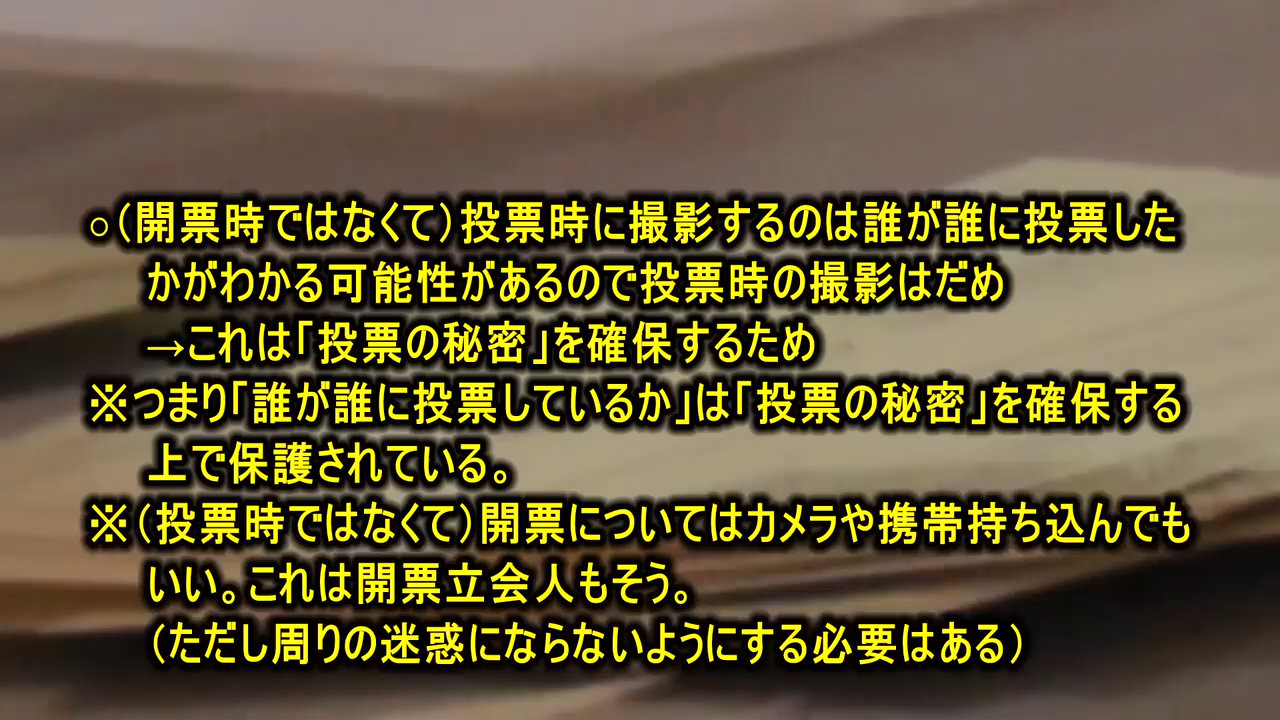 ○（開票時ではなくて）投票時に撮影するのは誰が誰に投票した
かがわかる可能性があるので投票時の撮影はだめ
→これは「投票の秘密」を確保するため
※つまり「誰が誰に投票しているか」は「投票の秘密」を確保する
上で保護されている。
※（投票時ではなくて）開票についてはカメラや携帯持ち込んでも
いい。これは開票立会人もそう。
（ただし周りの迷惑にならないようにする必要はある）